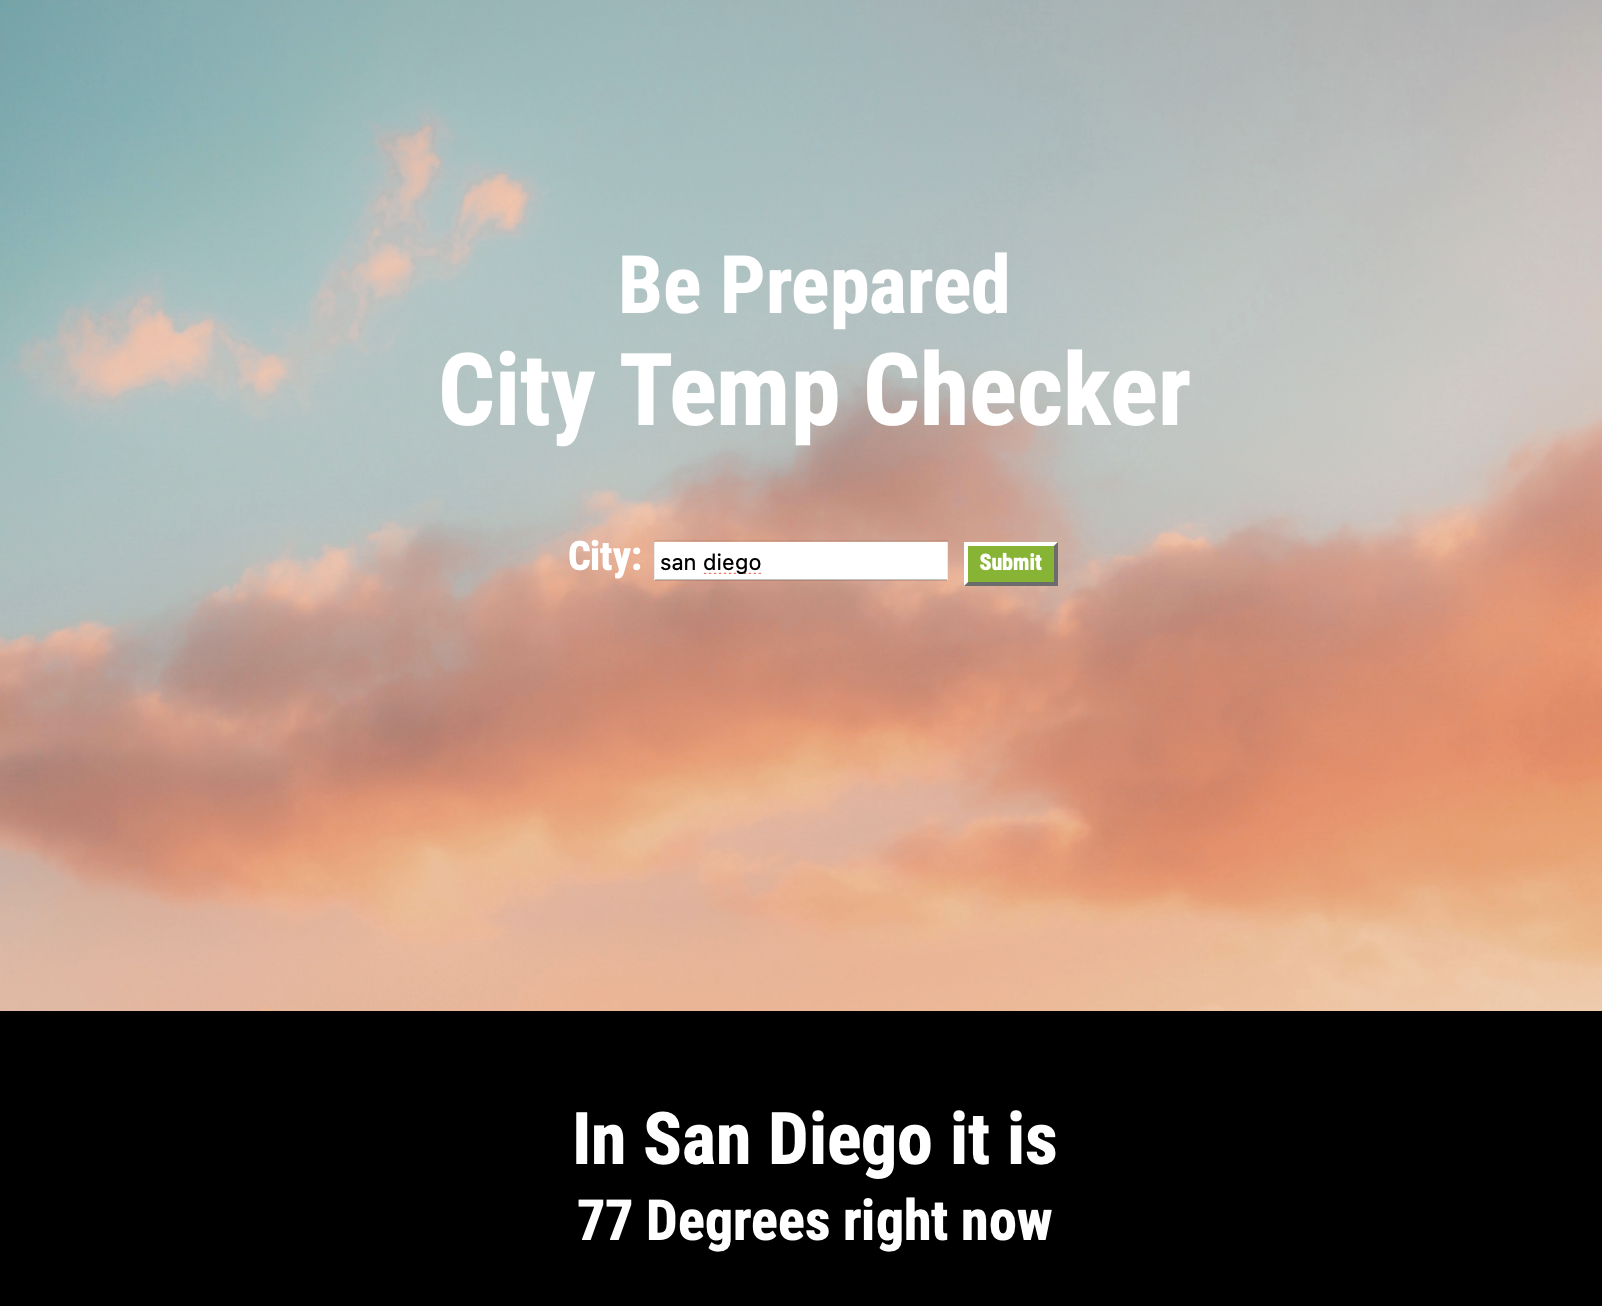 Be Prepared
City Temp Checker
City: san diego Submit
In San Diego it is
77 Degrees right now